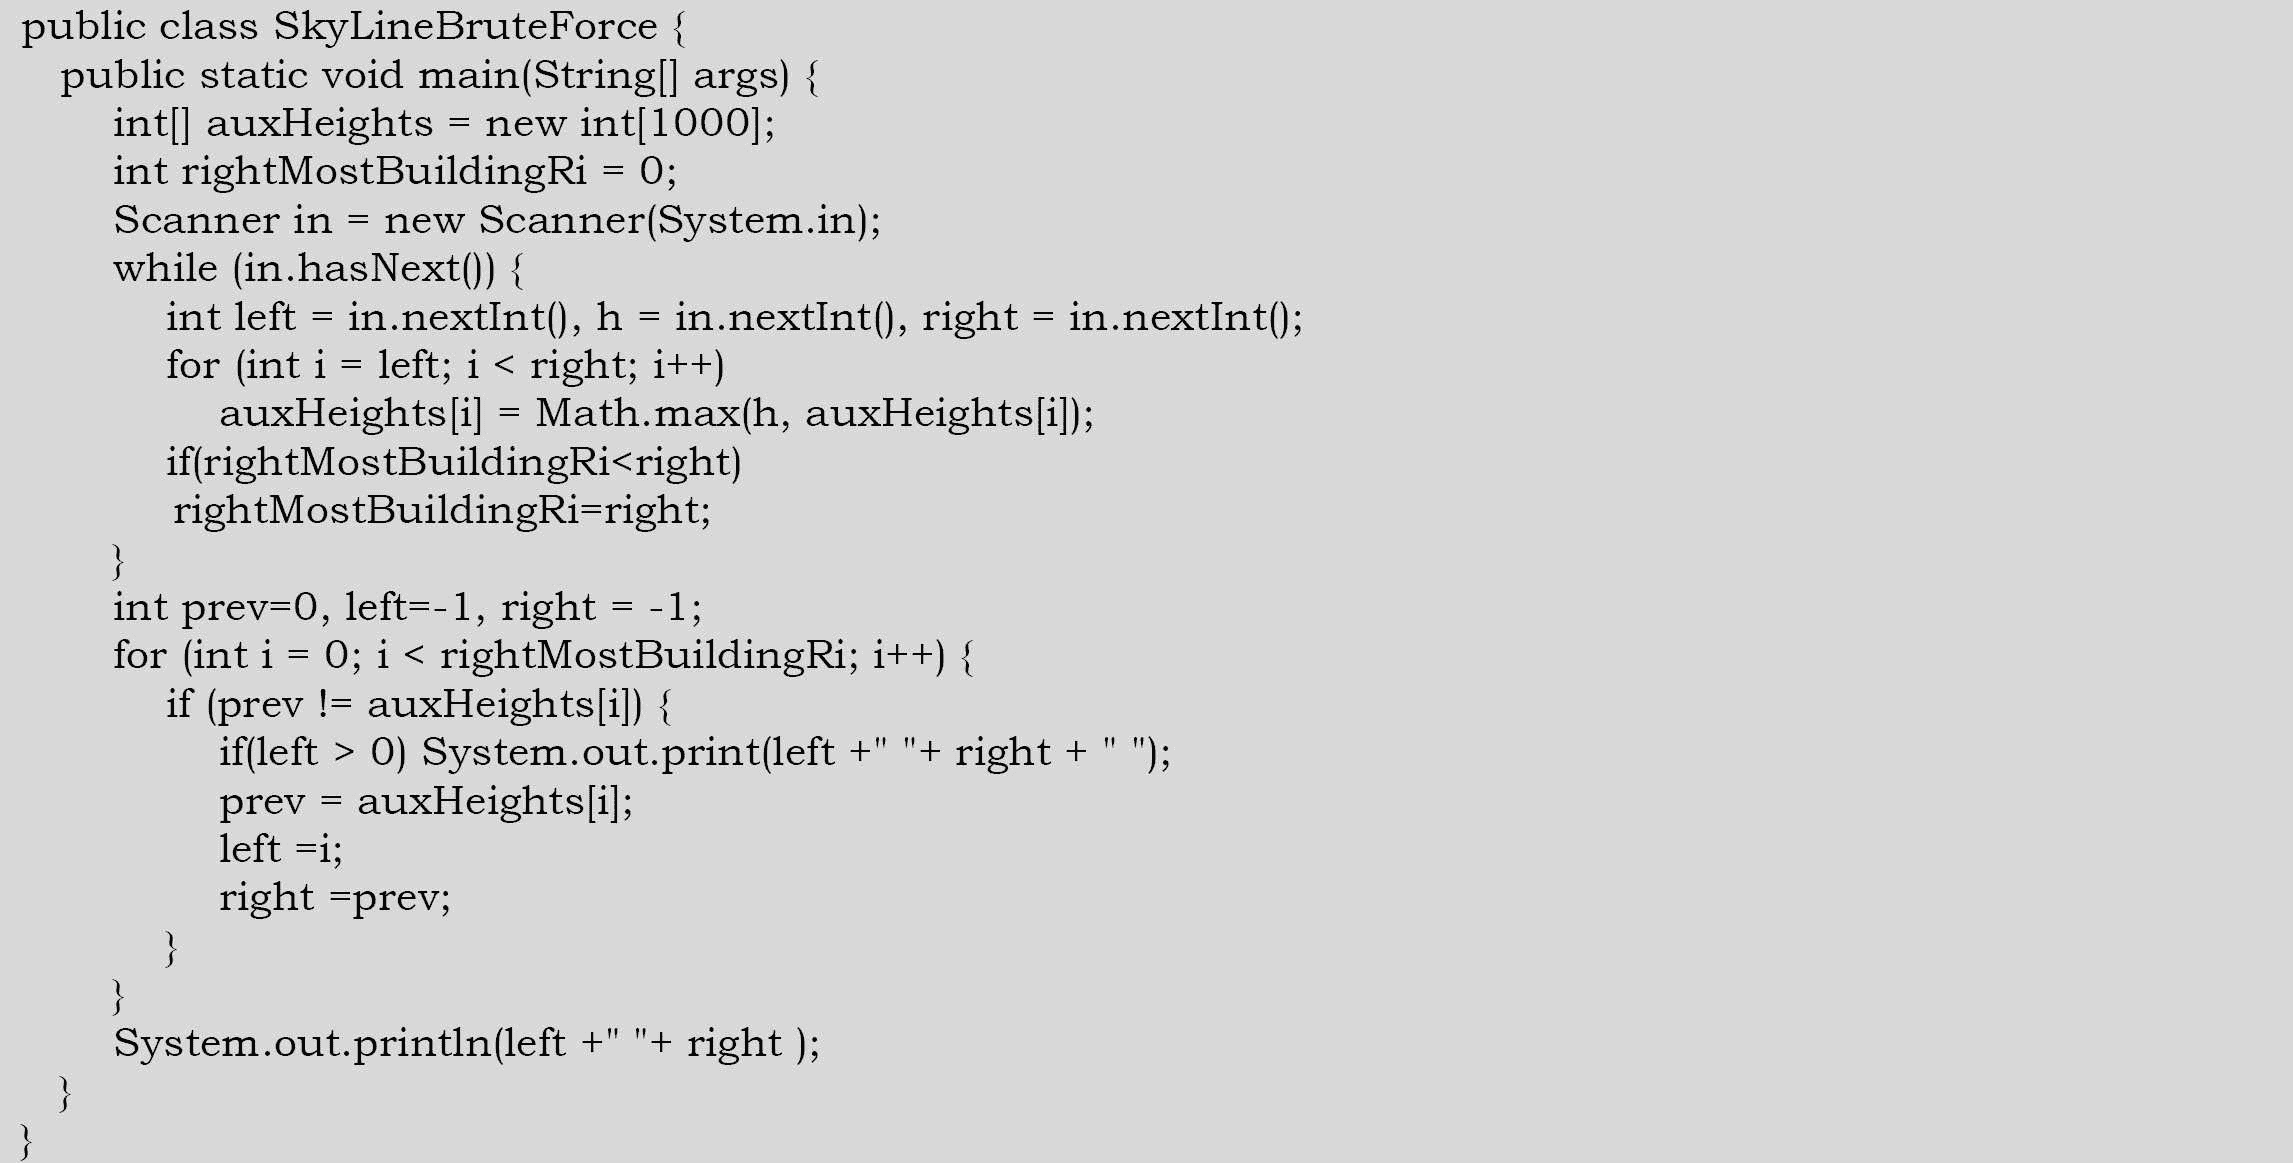 public class SkyLineBruteForce {
public static void main(String[] args) {
int[] auxHeights = new int[1000];
int rightMostBuildingRi = 0;
Scanner in = new Scanner(System.in);
while (in.hasNext()) {
int left = in.nextInt(), h = in.nextInt(), right = in.nextInt();
for (int i = left; i < right; i++)
auxHeights[i] = Math.max(h, auxHeights[i]);
if(rightMostBuildingRi<right)
rightMostBuildingRi=right;
}
int prev=0, left=-1, right = -1;
for (int i = 0; i < rightMostBuildingRi; i++) {
if (prev != auxHeights[i]) {
if(left > 0) System.out.print(left +" "+ right + " ");
prev = auxHeights[i];
left =i;
right =prev;
}
}
System.out.println(left +" "+ right );
}
}